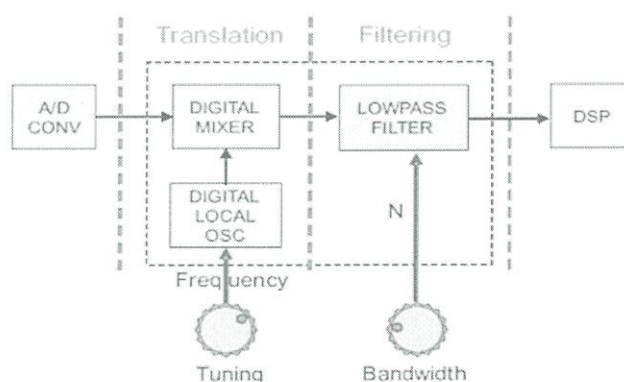 Translation
Filtering
A/D
CONV
DIGITAL
MIXER
LOWPASS
FILTER
DSP
DIGITAL
LOCAL
OSC
N
Frequency
Tuning
Bandwidth